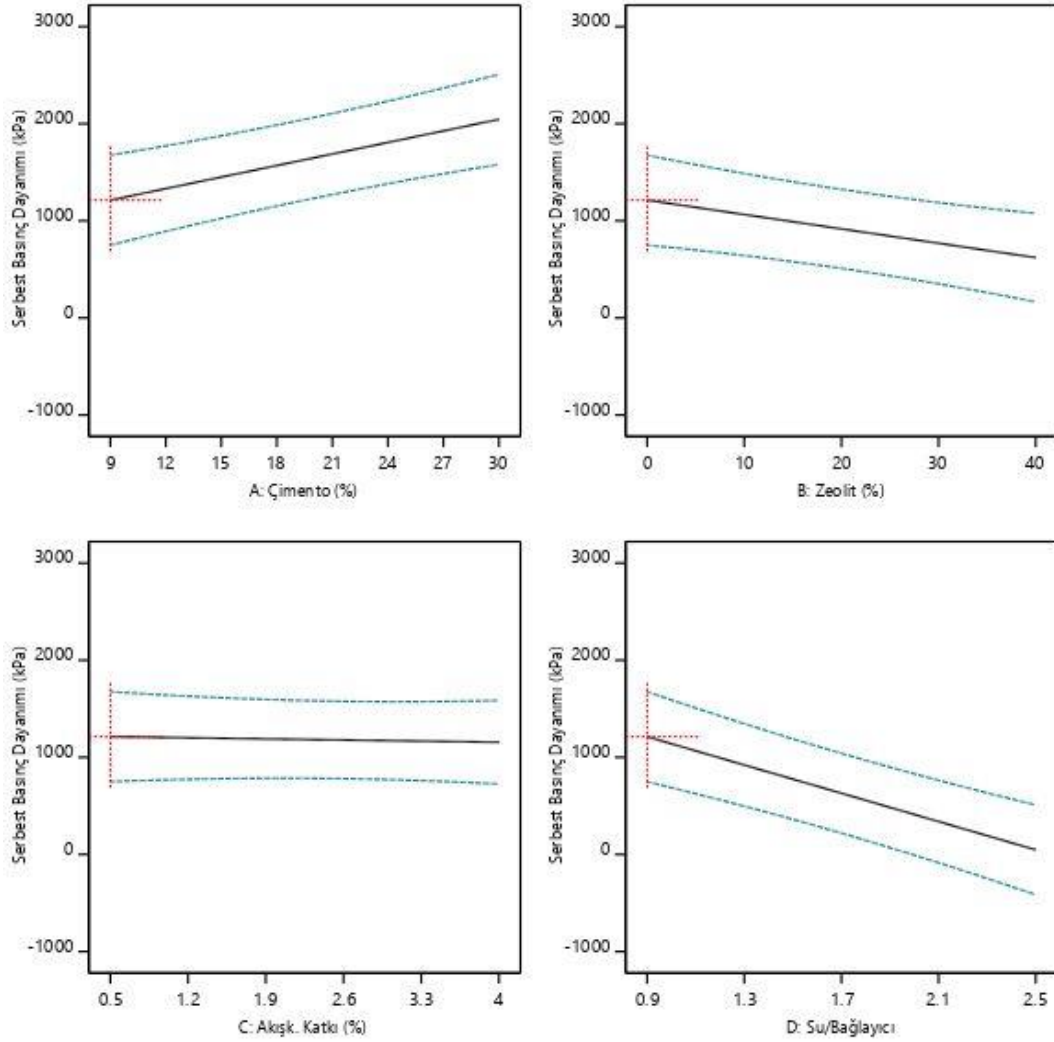 3000
2000
1000
0
-1000
Serbest Basınç Dayanımı (kPa)
9 12 15 18 21 24 27 30
A: Çimento (%)
3000
2000
1000
0
-1000
Serbest Basınç Dayanımı (kPa)
0 10 20 30 40
B: Zeolit (%)
3000
2000
1000
0
-1000
Serbest Basınç Dayanımı (kPa)
0.5 1.2 1.9 2.6 3.3 4
C: Akışk. Katkı (%)
3000
2000
1000
0
-1000
Serbest Basınç Dayanımı (kPa)
0.9 1.3 1.7 2.1 2.5
D: Su/Bağlayıcı